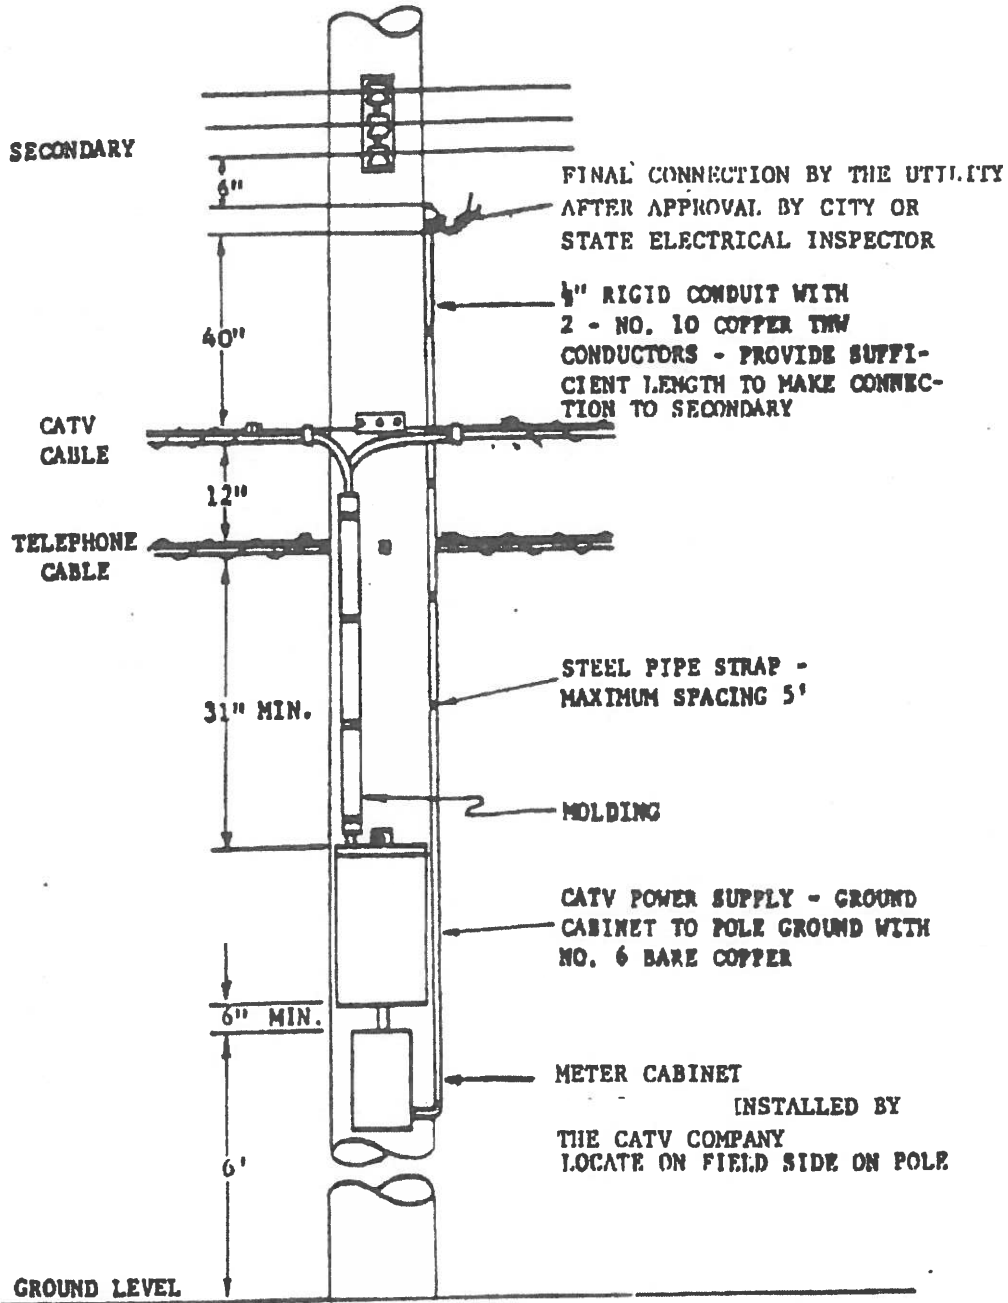 SECONDARY
6"
FINAL CONNECTION BY THE UTILITY
AFTER APPROVAL BY CITY OR
STATE ELECTRICAL INSPECTOR
40"
RIGID CONDUIT WITH
2 - NO. 10 COPPER THW
CONDUCTORS - PROVIDE SUFFI-
CIENT LENGTH TO MAKE CONNEC-
TION TO SECONDARY
CATV
CABLE
12"
TELEPHONE
CABLE
31" MIN.
STEEL PIPE STRAP -
MAXIMUM SPACING 5'
MOLDING
CATV POWER SUPPLY - GROUND
CABINET TO POLE GROUND WITH
NO. 6 BARE COPPER
6" MIN.
METER CABINET
INSTALLED BY
THE CATV COMPANY
LOCATE ON FIELD SIDE ON POLE
6'
GROUND LEVEL